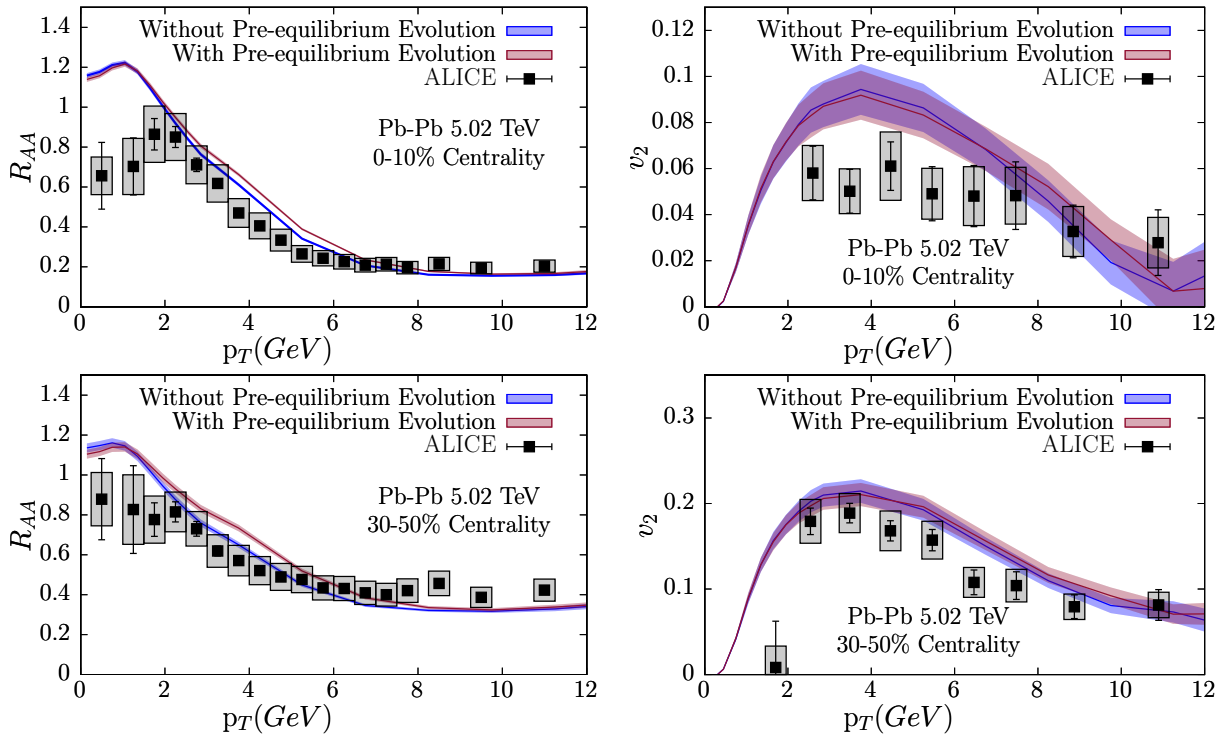 Without Pre-equilibrium Evolution
With Pre-equilibrium Evolution
ALICE
Pb-Pb 5.02 TeV
0-10% Centrality
R_AA
1.4
1.2
1
0.8
0.6
0.4
0.2
0
0 2 4 6 8 10 12
p_T(GeV)
Without Pre-equilibrium Evolution
With Pre-equilibrium Evolution
ALICE
Pb-Pb 5.02 TeV
0-10% Centrality
v_2
0.12
0.1
0.08
0.06
0.04
0.02
0
0 2 4 6 8 10 12
p_T(GeV)
Without Pre-equilibrium Evolution
With Pre-equilibrium Evolution
ALICE
Pb-Pb 5.02 TeV
30-50% Centrality
R_AA
1.4
1.2
1
0.8
0.6
0.4
0.2
0
0 2 4 6 8 10 12
p_T(GeV)
Without Pre-equilibrium Evolution
With Pre-equilibrium Evolution
ALICE
Pb-Pb 5.02 TeV
30-50% Centrality
v_2
0.3
0.2
0.1
0
0 2 4 6 8 10 12
p_T(GeV)